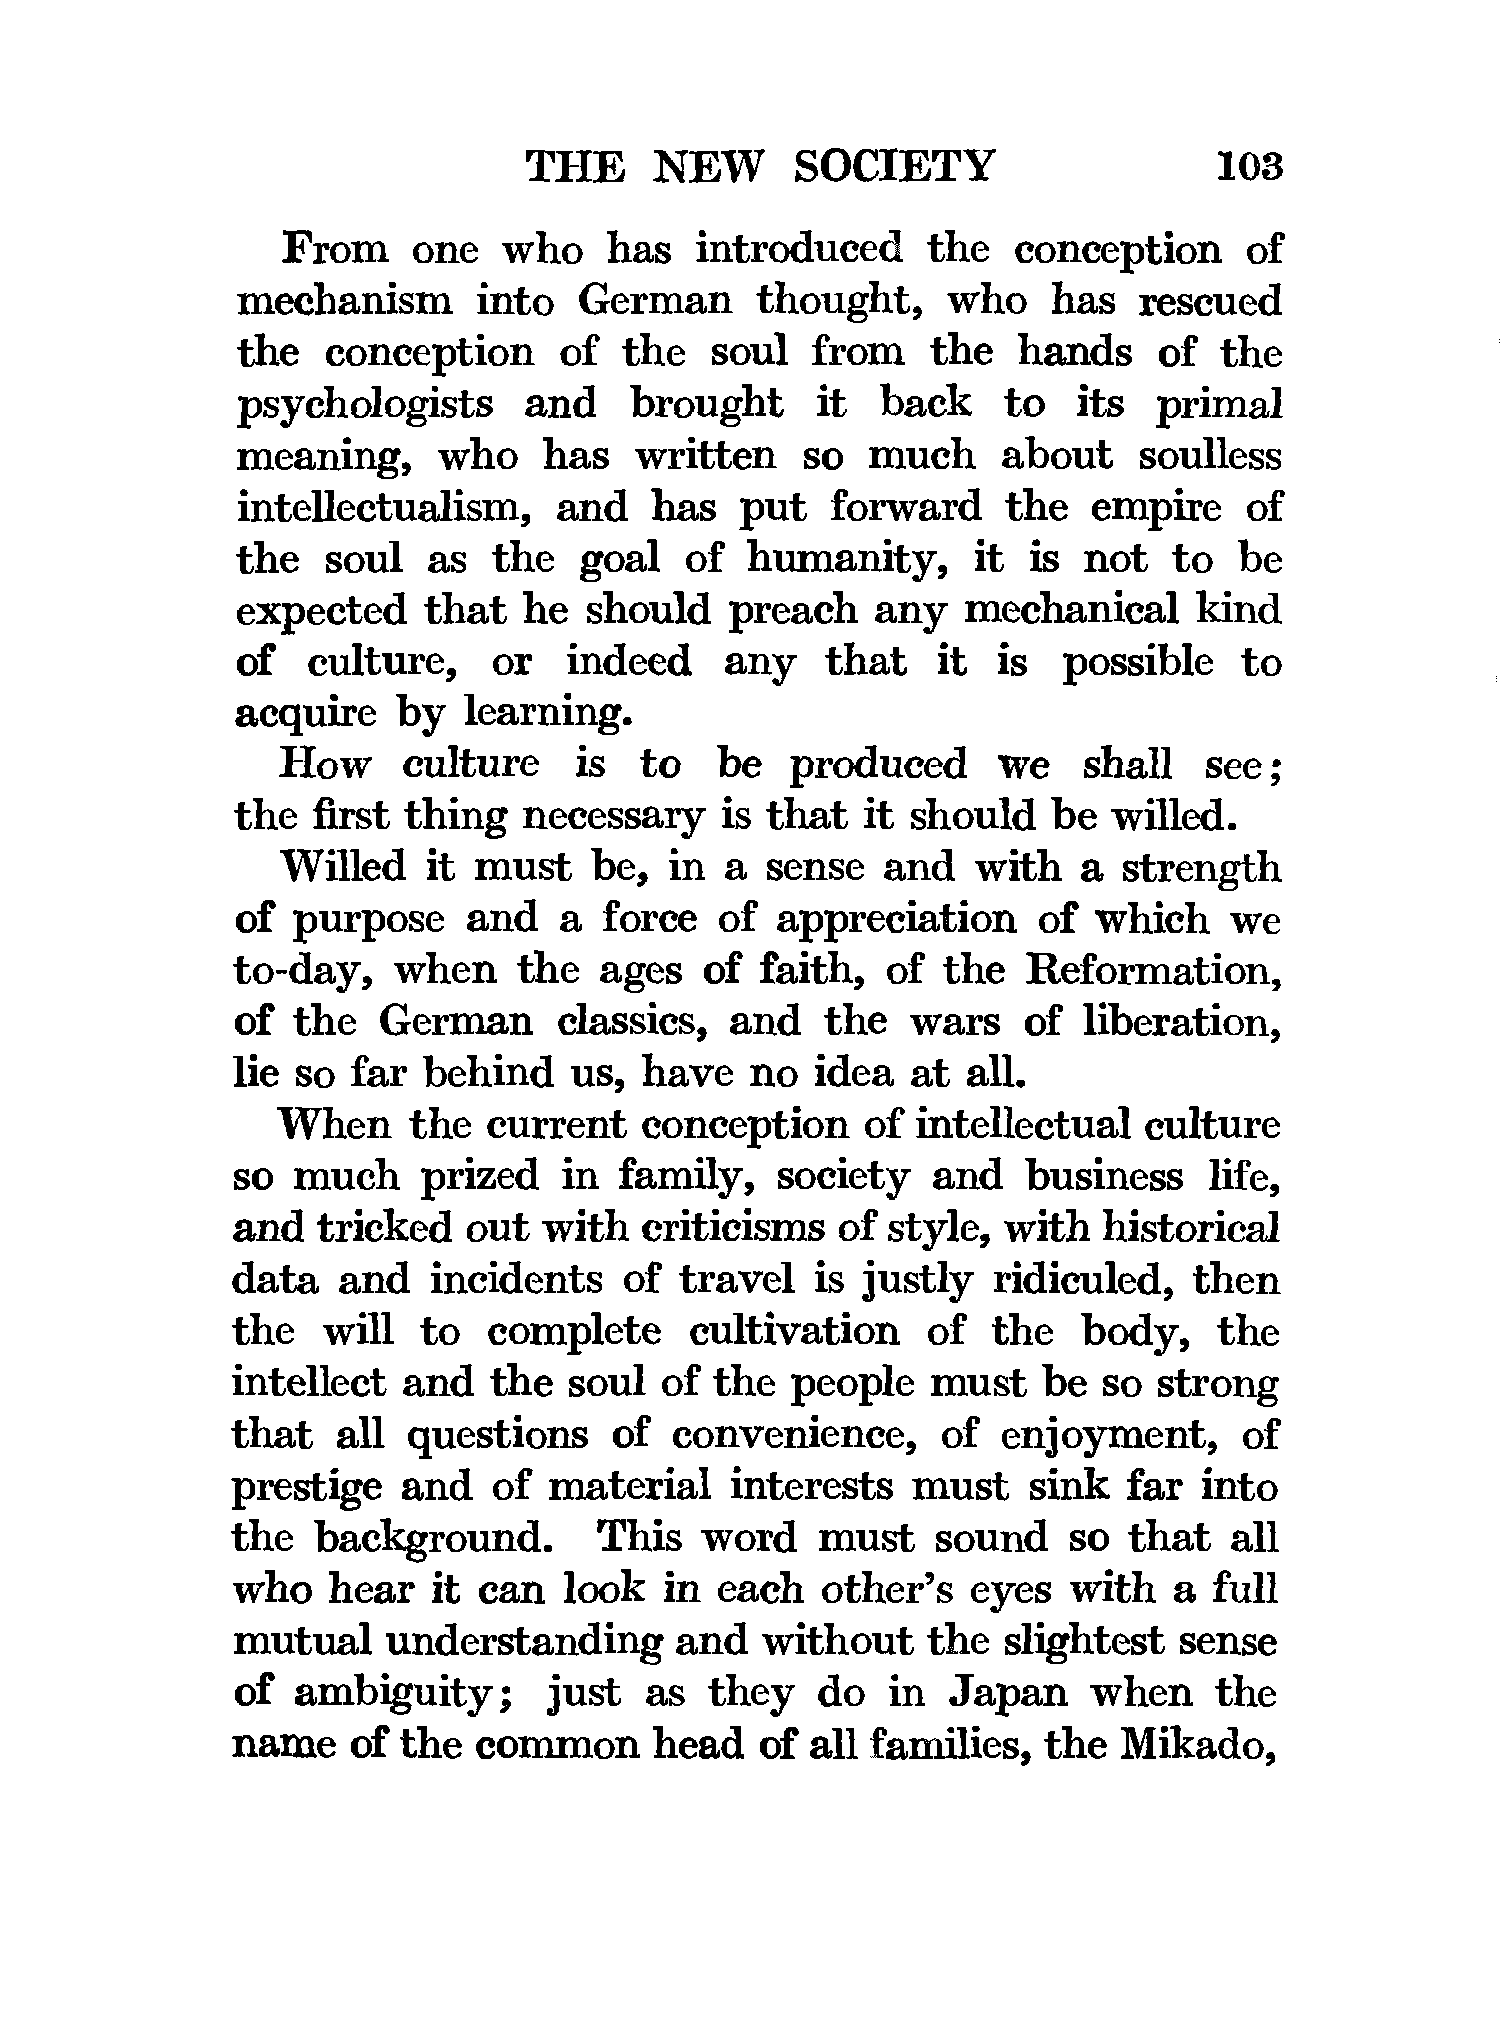 THE NEW SOCIETY 103
From one who has introduced the conception of
mechanism into German thought, who has rescued
the conception of the soul from the hands of the
psychologists and brought it back to its primal
meaning, who has written so much about soulless
intellectualism, and has put forward the empire of
the soul as the goal of humanity, it is not to be
expected that he should preach any mechanical kind
of culture, or indeed any that it is possible to
acquire by learning.
How culture is to be produced we shall see;
the first thing necessary is that it should be willed.
Willed it must be, in a sense and with a strength
of purpose and a force of appreciation of which we
to-day, when the ages of faith, of the Reformation,
of the German classics, and the wars of liberation,
lie so far behind us, have no idea at all.
When the current conception of intellectual culture
so much prized in family, society and business life,
and tricked out with criticisms of style, with historical
data and incidents of travel is justly ridiculed, then
the will to complete cultivation of the body, the
intellect and the soul of the people must be so strong
that all questions of convenience, of enjoyment, of
prestige and of material interests must sink far into
the background. This word must sound so that all
who hear it can look in each other's eyes with a full
mutual understanding and without the slightest sense
of ambiguity; just as they do in Japan when the
name of the common head of all families, the Mikado,